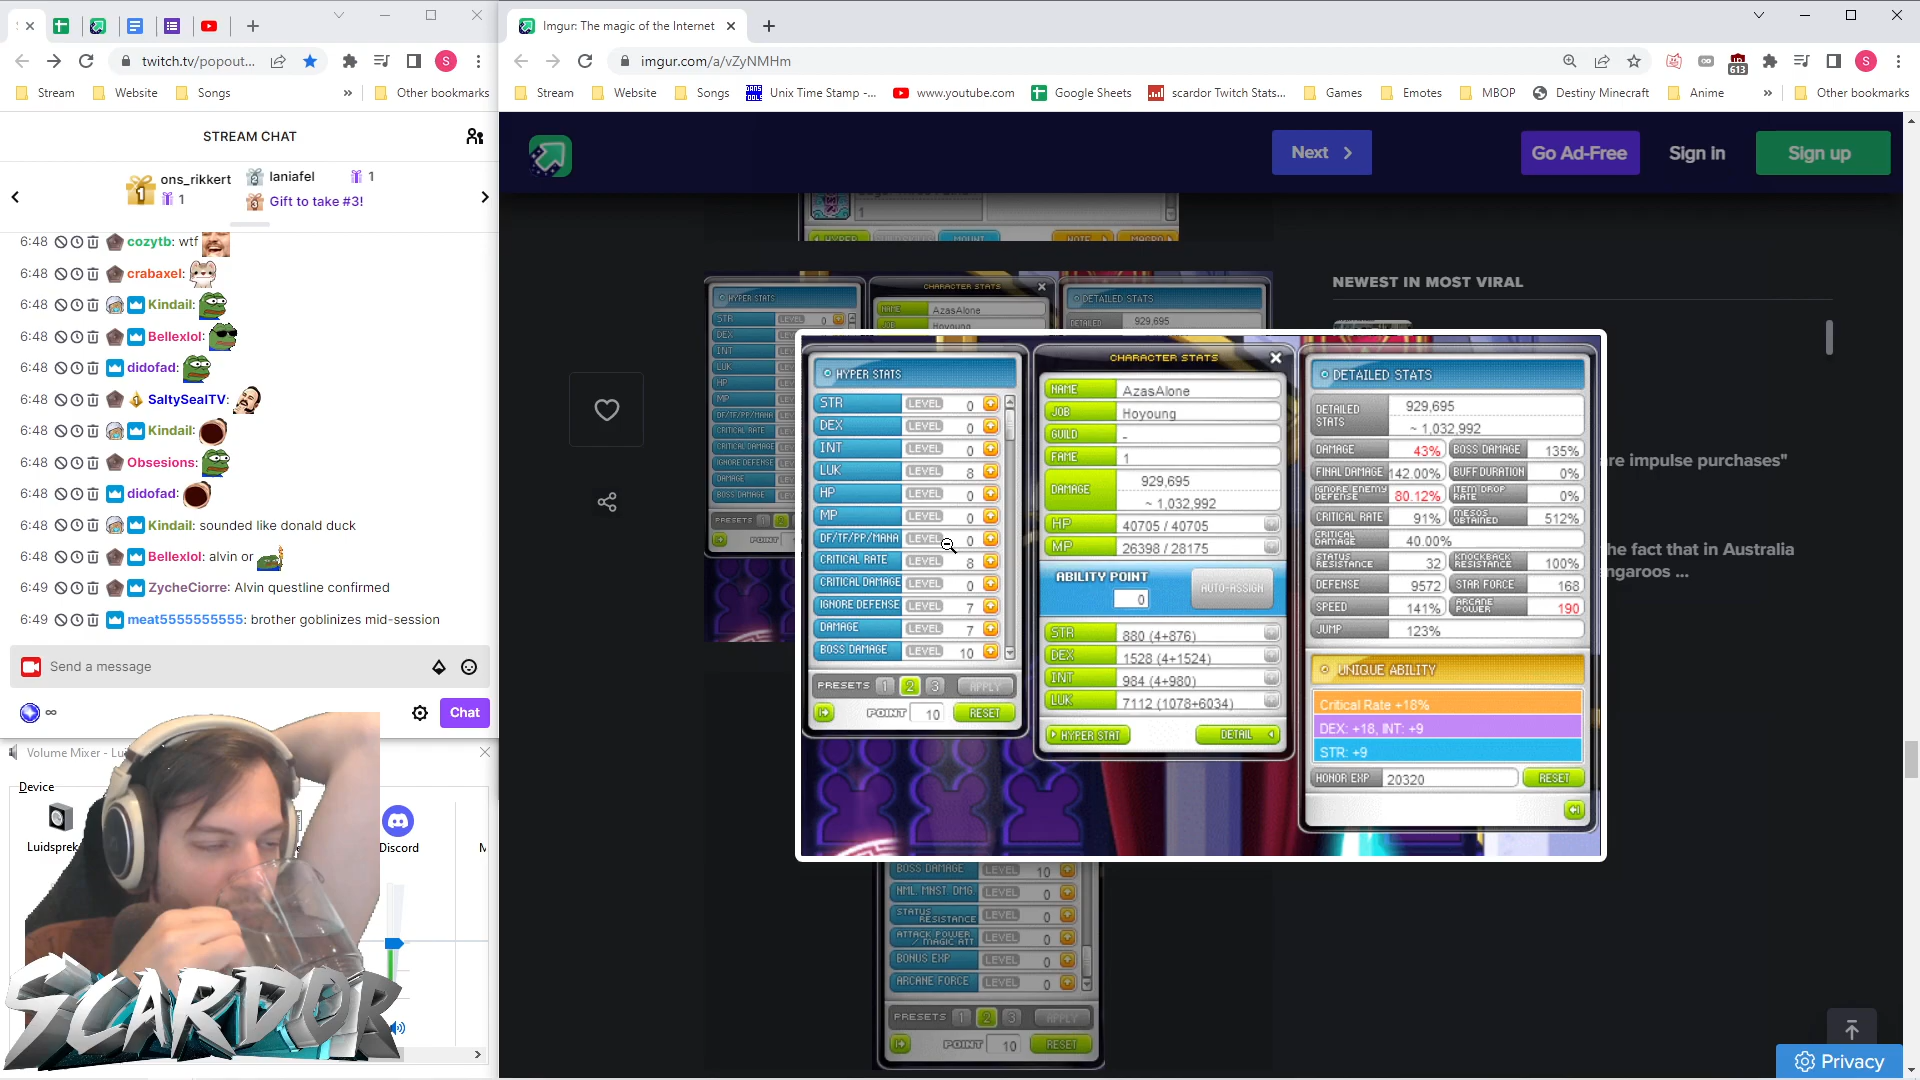 twitch.tv/popout...
Stream
Website
Songs
»
Other bookmarks
STREAM CHAT
ons_rikkert
1
laniafel
1
Gift to take #3!
6:48 cozytb: wtf
6:48 crabaxel:
6:48 Kindail:
6:48 Bellexlol:
6:48 didofad:
6:48 SaltySealTV:
6:48 Kindail:
6:48 Obsesions:
6:48 didofad:
6:48 Kindail: sounded like donald duck
6:48 Bellexlol: alvin or
6:49 ZycheCiorre: Alvin questline confirmed
6:49 meat5555555555: brother goblinizes mid-session
Send a message
∞
Chat
Volume Mixer - Lui
Device
Luidsprek
Discord
SCARDOR
Imgur: The magic of the Internet
imgur.com/a/vZyNMHm
613
S
Stream
Website
Songs
Unix Time Stamp -...
www.youtube.com
Google Sheets
scardor Twitch Stats...
Games
Emotes
MBOP
Destiny Minecraft
Anime
»
Other bookmarks
Next
Go Ad-Free
Sign in
Sign up
NEWEST IN MOST VIRAL
are impulse purchases"
he fact that in Australia
ngaroos ...
HYPER STATS
STR LEVEL 0
DEX LEVEL 0
INT LEVEL 0
LUK LEVEL 8
HP LEVEL 0
MP LEVEL 0
DF/TF/PP/MANA LEVEL 0
CRITICAL RATE LEVEL 8
CRITICAL DAMAGE LEVEL 0
IGNORE DEFENSE LEVEL 7
DAMAGE LEVEL 7
BOSS DAMAGE LEVEL 10
PRESETS 1 2 3 APPLY
POINT 10 RESET
CHARACTER STATS
NAME AzasAlone
JOB Hoyoung
GUILD -
FAME 1
DAMAGE 929,695
~ 1,032,992
HP 40705 / 40705
MP 26398 / 28175
ABILITY POINT
0
AUTO-ASSIGN
STR 880 (4+876)
DEX 1528 (4+1524)
INT 984 (4+980)
LUK 7112 (1078+6034)
HYPER STAT
DETAIL
DETAILED STATS
DETAILED STATS 929,695
~ 1,032,992
DAMAGE 43% BOSS DAMAGE 135%
FINAL DAMAGE 142.00% BUFF DURATION 0%
IGNORE ENEMY DEFENSE 80.12% ITEM DROP RATE 0%
CRITICAL RATE 91% MESOS OBTAINED 512%
CRITICAL DAMAGE 40.00%
STATUS RESISTANCE 32 KNOCKBACK RESISTANCE 100%
DEFENSE 9572 STAR FORCE 168
SPEED 141% ARCANE POWER 190
JUMP 123%
UNIQUE ABILITY
Critical Rate +18%
DEX: +18, INT: +9
STR: +9
HONOR EXP 20320 RESET
BOSS DAMAGE LEVEL 10
NML. MNST. DMG. LEVEL 0
STATUS RESISTANCE LEVEL 0
ATTACK POWER / MAGIC ATT LEVEL 0
BONUS EXP LEVEL 0
ARCANE FORCE LEVEL 0
PRESETS 1 2 3 APPLY
POINT 10 RESET
Privacy